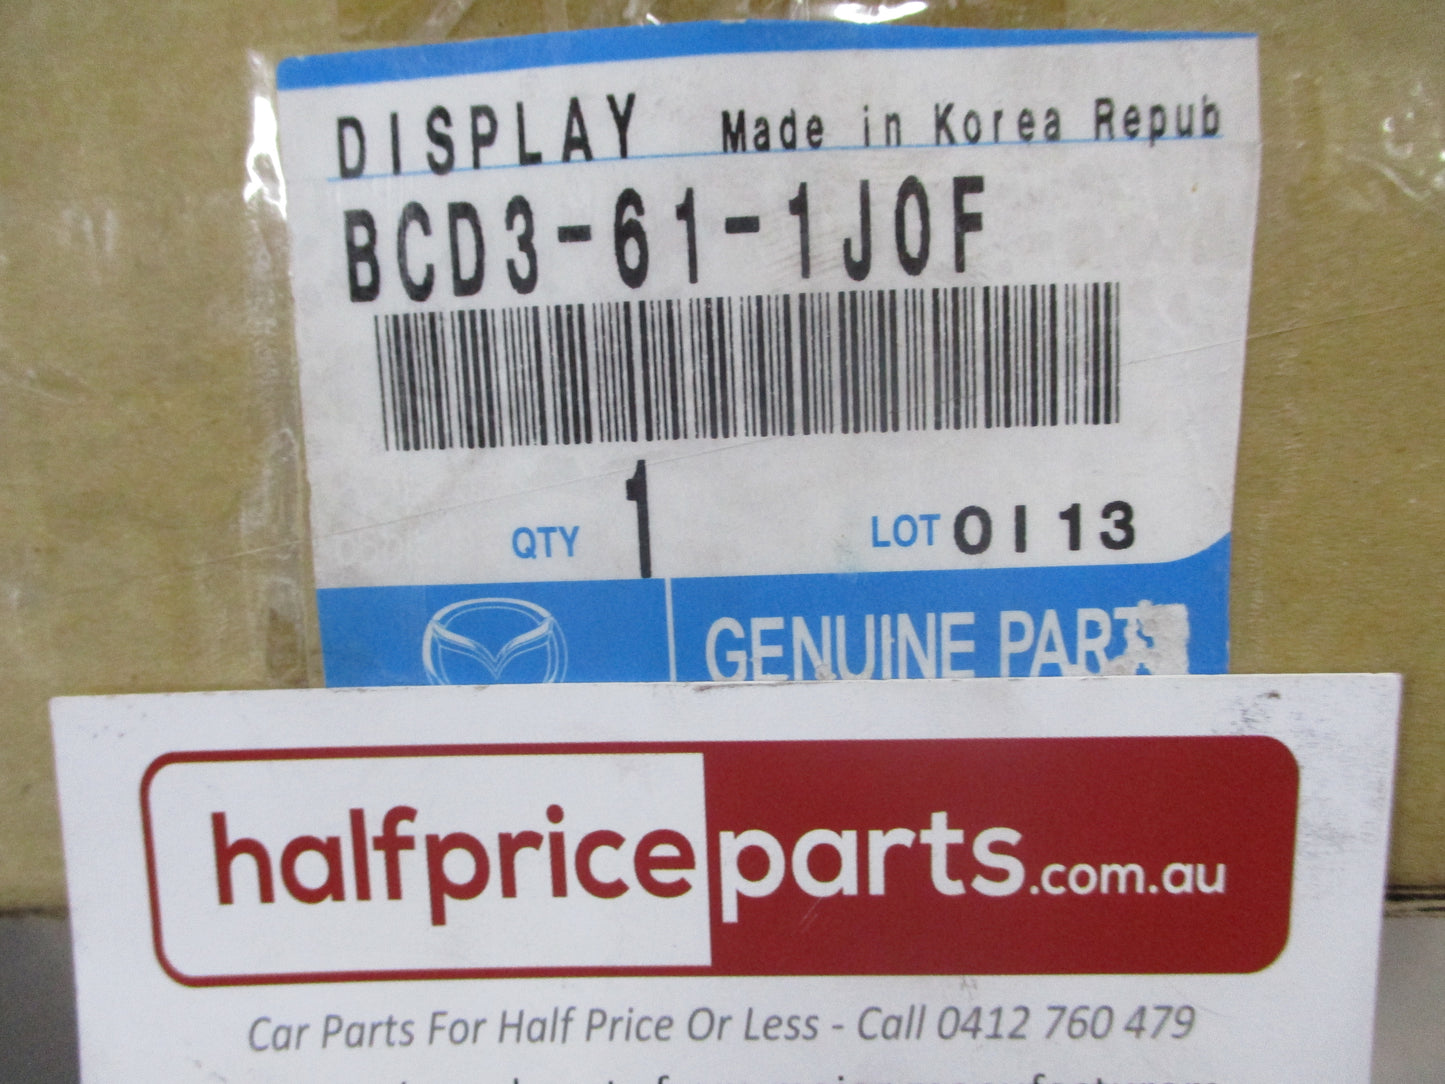 DISPLAY Made in Korea Repub
BCD3-61-1J0F
QTY 1 LOT 0113
GENUINE PARTS
halfpriceparts.com.au
Car Parts For Half Price Or Less - Call 0412 760 479